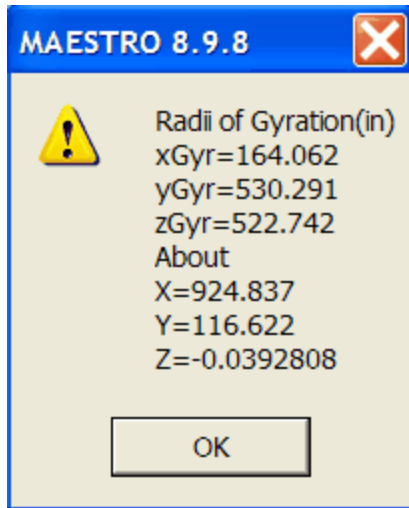 MAESTRO 8.9.8
Radii of Gyration(in)
xGyr=164.062
yGyr=530.291
zGyr=522.742
About
X=924.837
Y=116.622
Z=-0.0392808
OK